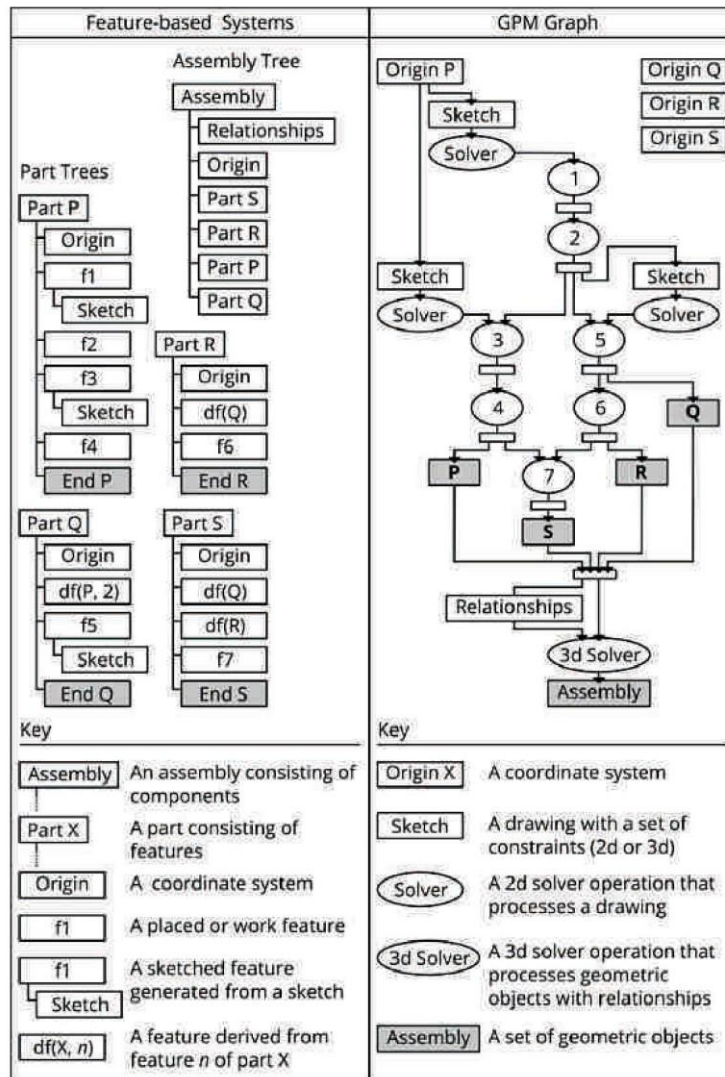 Feature-based Systems
Assembly Tree
Assembly
Relationships
Origin
Part S
Part R
Part P
Part Q
Part Trees
Part P
Origin
f1
Sketch
f2
f3
Sketch
f4
End P
Part R
Origin
df(Q)
f6
End R
Part Q
Origin
df(P, 2)
f5
Sketch
End Q
Part S
Origin
df(Q)
df(R)
f7
End S
Key
Assembly An assembly consisting of
components
Part X A part consisting of
features
Origin A coordinate system
f1 A placed or work feature
f1 A sketched feature
Sketch generated from a sketch
df(X, n) A feature derived from
feature n of part X
GPM Graph
Origin P
Origin Q
Origin R
Origin S
Sketch
Solver
1
2
Sketch
Sketch
Solver
Solver
3
5
4
6
Q
P
7
R
S
Relationships
3d Solver
Assembly
Key
Origin X A coordinate system
Sketch A drawing with a set of
constraints (2d or 3d)
Solver A 2d solver operation that
processes a drawing
3d Solver A 3d solver operation that
processes geometric
objects with relationships
Assembly A set of geometric objects